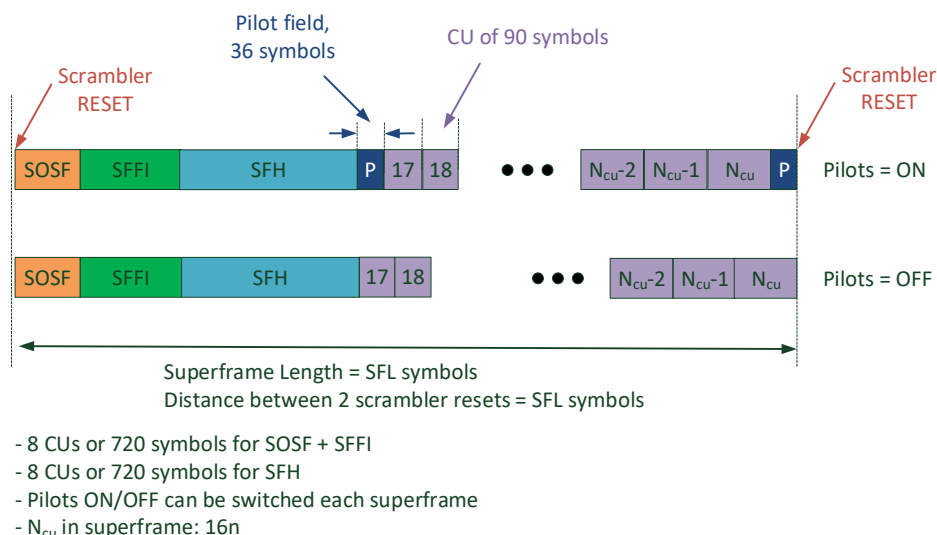 Pilot field,
36 symbols
CU of 90 symbols
Scrambler
RESET
Scrambler
RESET
SOSF SFFI SFH P 17 18 ●●● Ncu-2 Ncu-1 Ncu P Pilots = ON
SOSF SFFI SFH 17 18 ●●● Ncu-2 Ncu-1 Ncu Pilots = OFF
Superframe Length = SFL symbols
Distance between 2 scrambler resets = SFL symbols
- 8 CUs or 720 symbols for SOSF + SFFI
- 8 CUs or 720 symbols for SFH
- Pilots ON/OFF can be switched each superframe
- Ncu in superframe: 16n